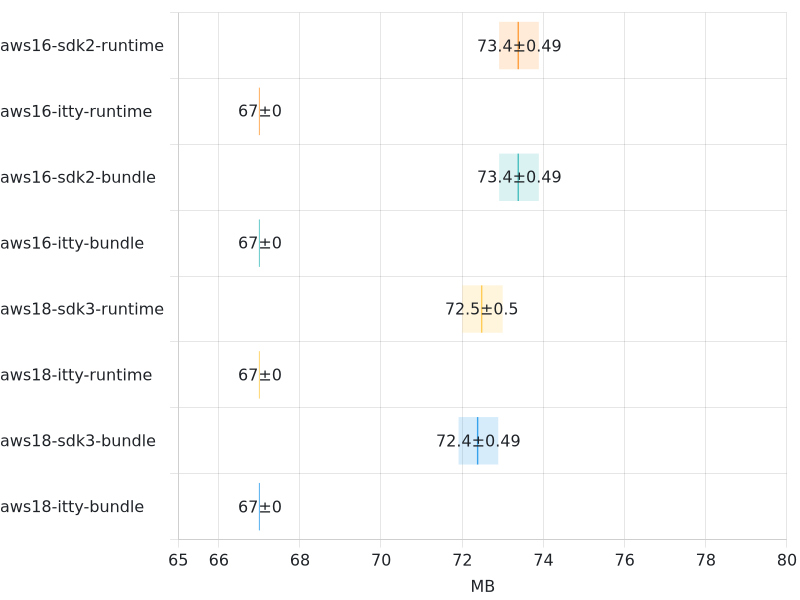 aws16-sdk2-runtime 73.4±0.49
aws16-itty-runtime 67±0
aws16-sdk2-bundle 73.4±0.49
aws16-itty-bundle 67±0
aws18-sdk3-runtime 72.5±0.5
aws18-itty-runtime 67±0
aws18-sdk3-bundle 72.4±0.49
aws18-itty-bundle 67±0
65 66 68 70 72 74 76 78 80
MB